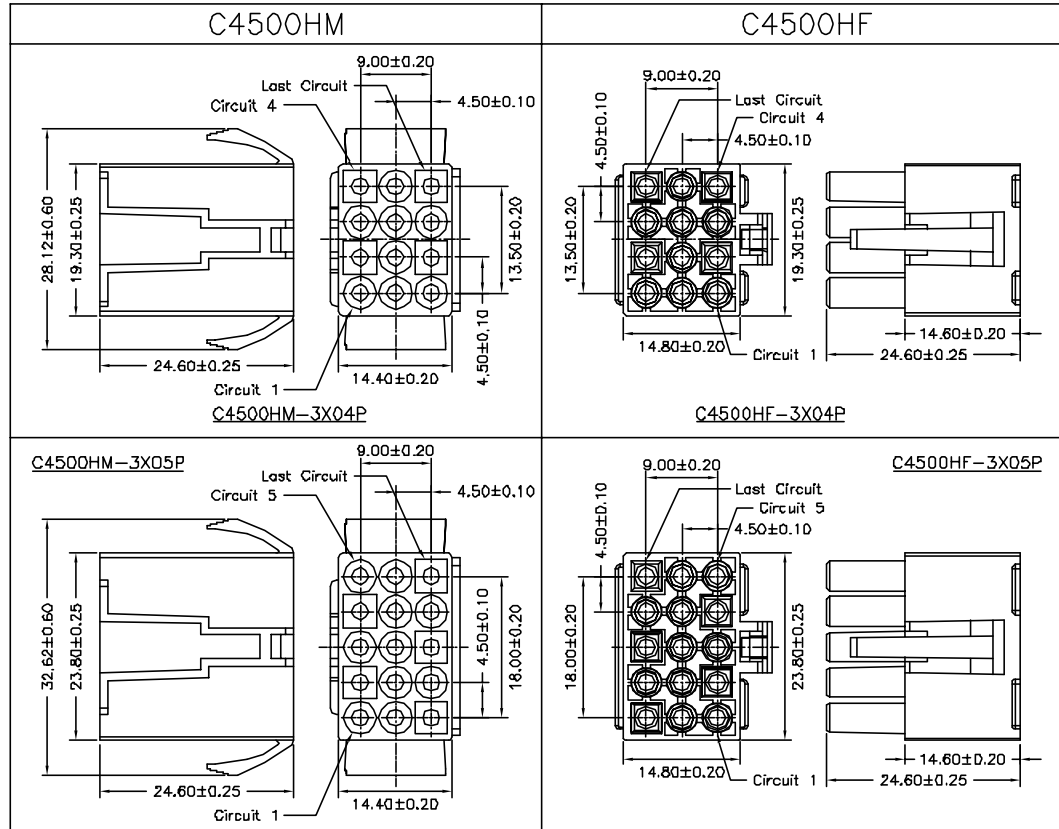 C4500HM
C4500HF
9.00±0.20
Last Circuit
Circuit 4
4.50±0.10
28.12±0.60
19.30±0.25
13.50±0.20
4.50±0.10
24.60±0.25
14.40±0.20
Circuit 1
C4500HM-3X04P
9.00±0.20
Last Circuit
Circuit 4
4.50±0.10
4.50±0.10
13.50±0.20
19.30±0.25
14.80±0.20
Circuit 1
14.60±0.20
24.60±0.25
C4500HF-3X04P
C4500HM-3X05P
9.00±0.20
Last Circuit
Circuit 5
4.50±0.10
32.62±0.60
23.80±0.25
4.50±0.10
18.00±0.20
24.60±0.25
14.40±0.20
Circuit 1
C4500HF-3X05P
9.00±0.20
Last Circuit
Circuit 5
4.50±0.10
4.50±0.10
18.00±0.20
23.80±0.25
14.80±0.20
Circuit 1
14.60±0.20
24.60±0.25